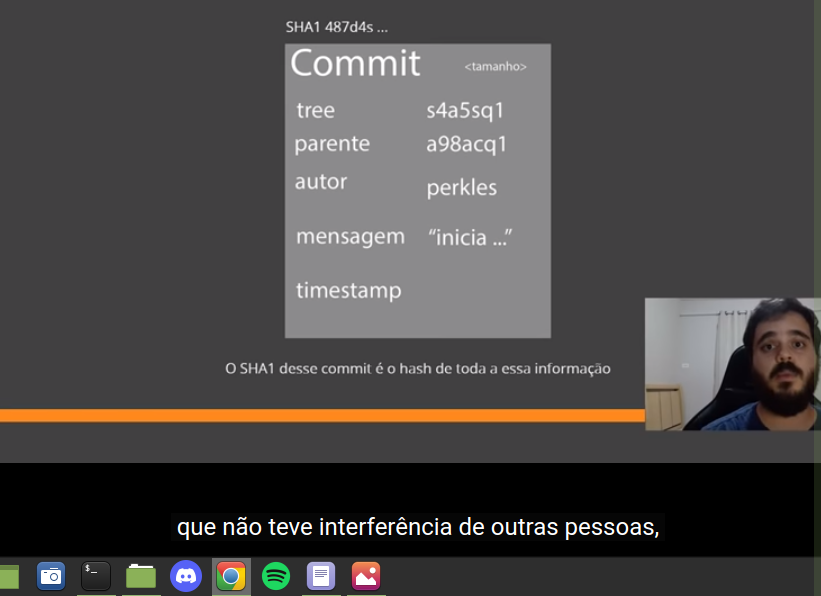 SHA1 487d4s ...
Commit <tamanho>
tree s4a5sq1
parente a98acq1
autor perkles
mensagem “inicia ...”
timestamp
O SHA1 desse commit é o hash de toda a essa informação
que não teve interferência de outras pessoas,
$_